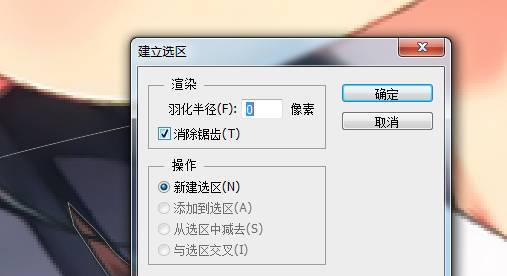 建立选区
渲染
羽化半径(F): 0 像素
确定
消除锯齿(T)
取消
操作
新建选区(N)
添加到选区(A)
从选区中减去(S)
与选区交叉(I)